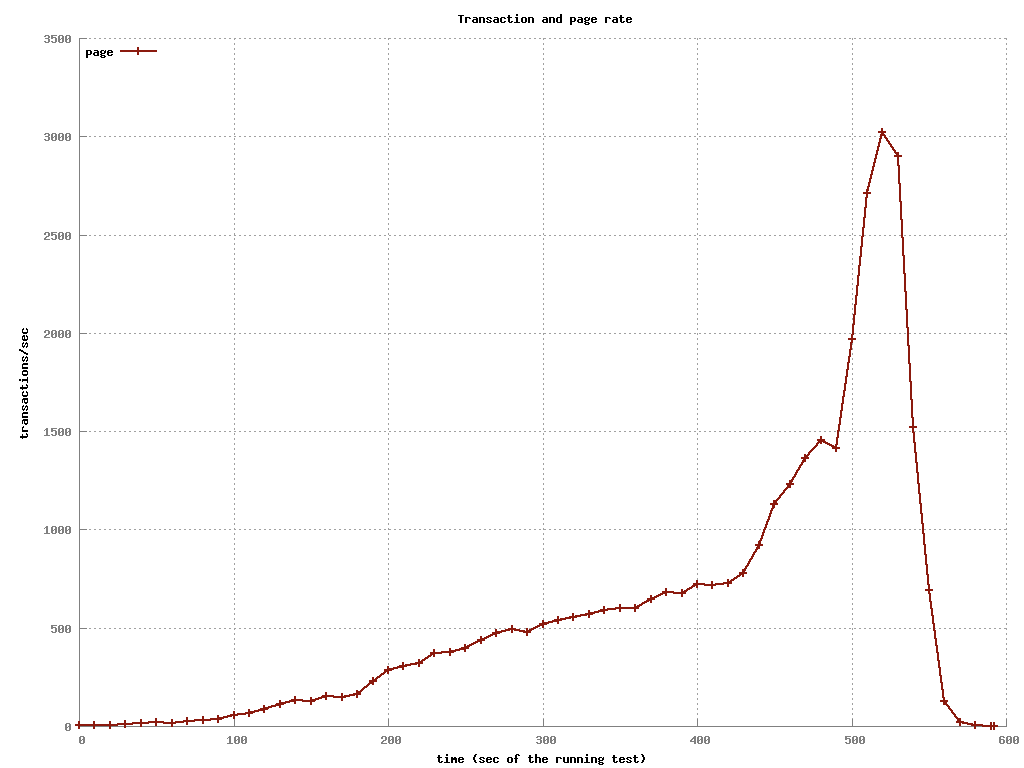 Transaction and page rate
3500
page
3000
2500
2000
transactions/sec
1500
1000
500
0
0 100 200 300 400 500 600
time (sec of the running test)